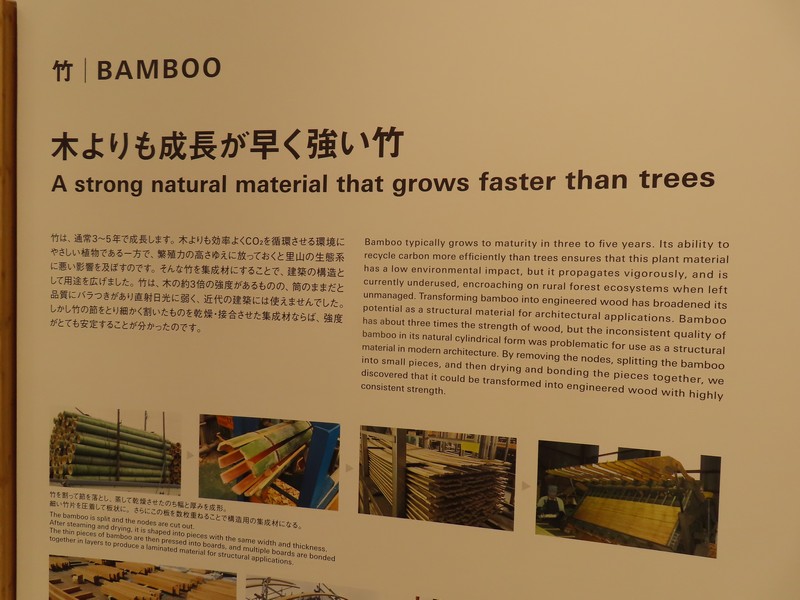 竹 | BAMBOO
木よりも成長が早く強い竹
A strong natural material that grows faster than trees
竹は、通常3〜5年で成長します。木よりも効率よくCO₂を循環させる環境に
やさしい植物である一方で、繁殖力の高さゆえに放っておくと里山の生態系
に悪い影響を及ぼすのです。そんな竹を集成材にすることで、建築の構造と
して用途を広げました。竹は、木の約3倍の強度があるものの、筒のままだと
品質にバラつきがあり直射日光に弱く、近代の建築には使えませんでした。
しかし竹の節をとり細かく割いたものを乾燥・接合させた集成材ならば、強度
がとても安定することが分かったのです。
Bamboo typically grows to maturity in three to five years. Its ability to
recycle carbon more efficiently than trees ensures that this plant material
has a low environmental impact, but it propagates vigorously, and is
currently underused, encroaching on rural forest ecosystems when left
unmanaged. Transforming bamboo into engineered wood has broadened its
potential as a structural material for architectural applications. Bamboo
has about three times the strength of wood, but the inconsistent quality of
bamboo in its natural cylindrical form was problematic for use as a structural
material in modern architecture. By removing the nodes, splitting the bamboo
into small pieces, and then drying and bonding the pieces together, we
discovered that it could be transformed into engineered wood with highly
consistent strength.
竹を割って節を落とし、蒸して乾燥させたのち幅と厚みを成形。
細い竹片を圧着して板状に。さらにこの板を数枚重ねることで構造用の集成材になる。
The bamboo is split and the nodes are cut out.
After steaming and drying, it is shaped into pieces with the same width and thickness.
The thin pieces of bamboo are then pressed into boards, and multiple boards are bonded
together in layers to produce a laminated material for structural applications.